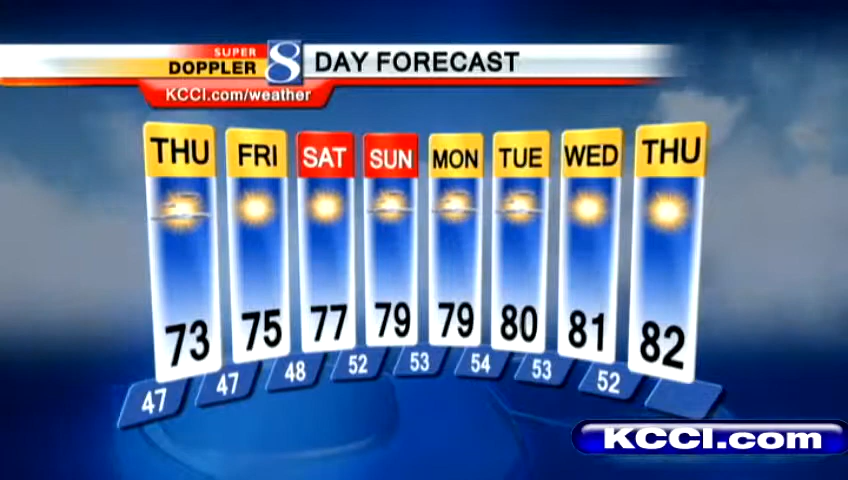 SUPER
DOPPLER 8 DAY FORECAST
KCCI.com/weather
THU FRI SAT SUN MON TUE WED THU
73 75 77 79 79 80 81 82
47 47 48 52 53 54 53 52
KCCI.com